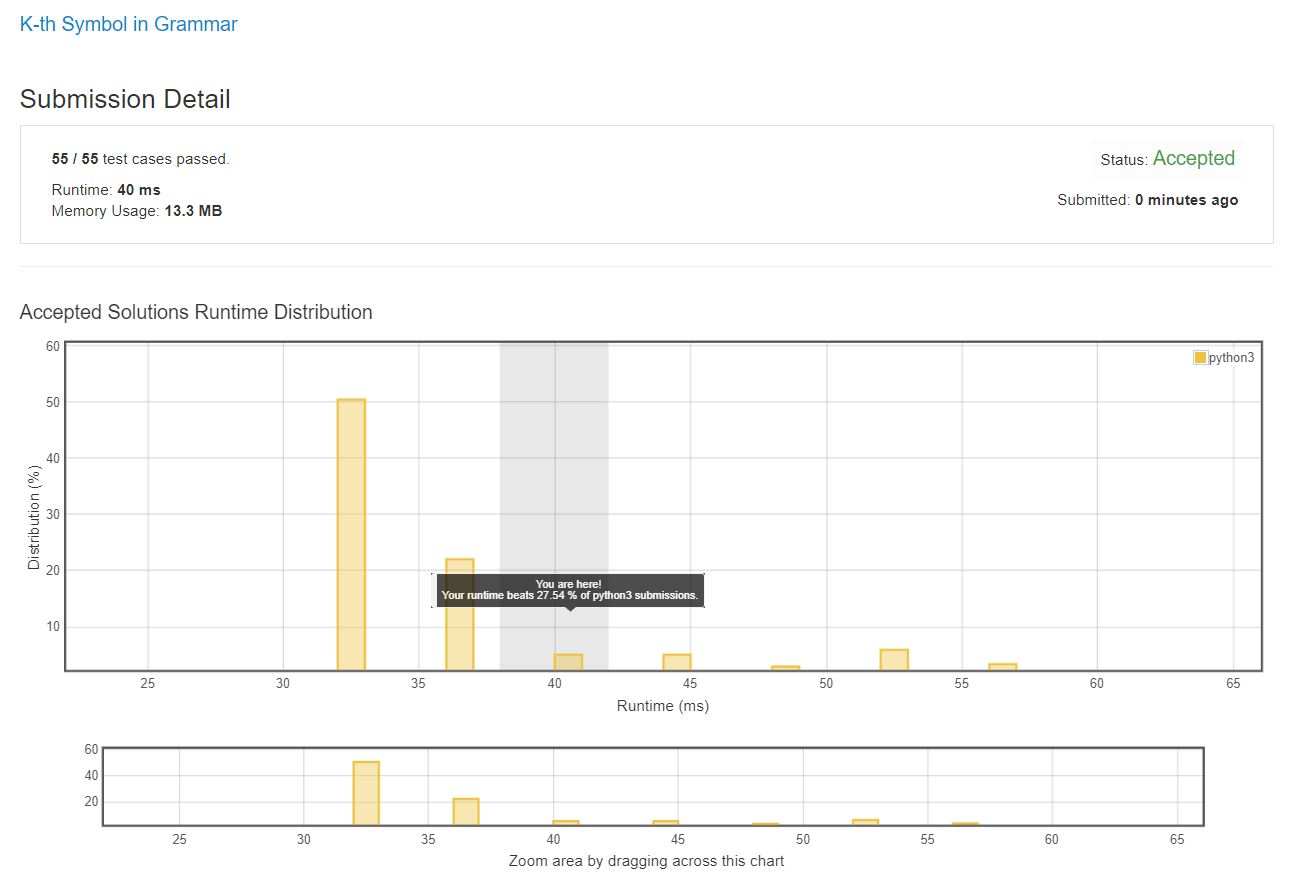 K-th Symbol in Grammar
Submission Detail
55 / 55 test cases passed.
Status: Accepted
Runtime: 40 ms
Memory Usage: 13.3 MB
Submitted: 0 minutes ago
Accepted Solutions Runtime Distribution
60
50
40
30
20
10
Distribution (%)
python3
You are here!
Your runtime beats 27.54 % of python3 submissions.
25 30 35 40 45 50 55 60 65
Runtime (ms)
60
40
20
25 30 35 40 45 50 55 60 65
Zoom area by dragging across this chart